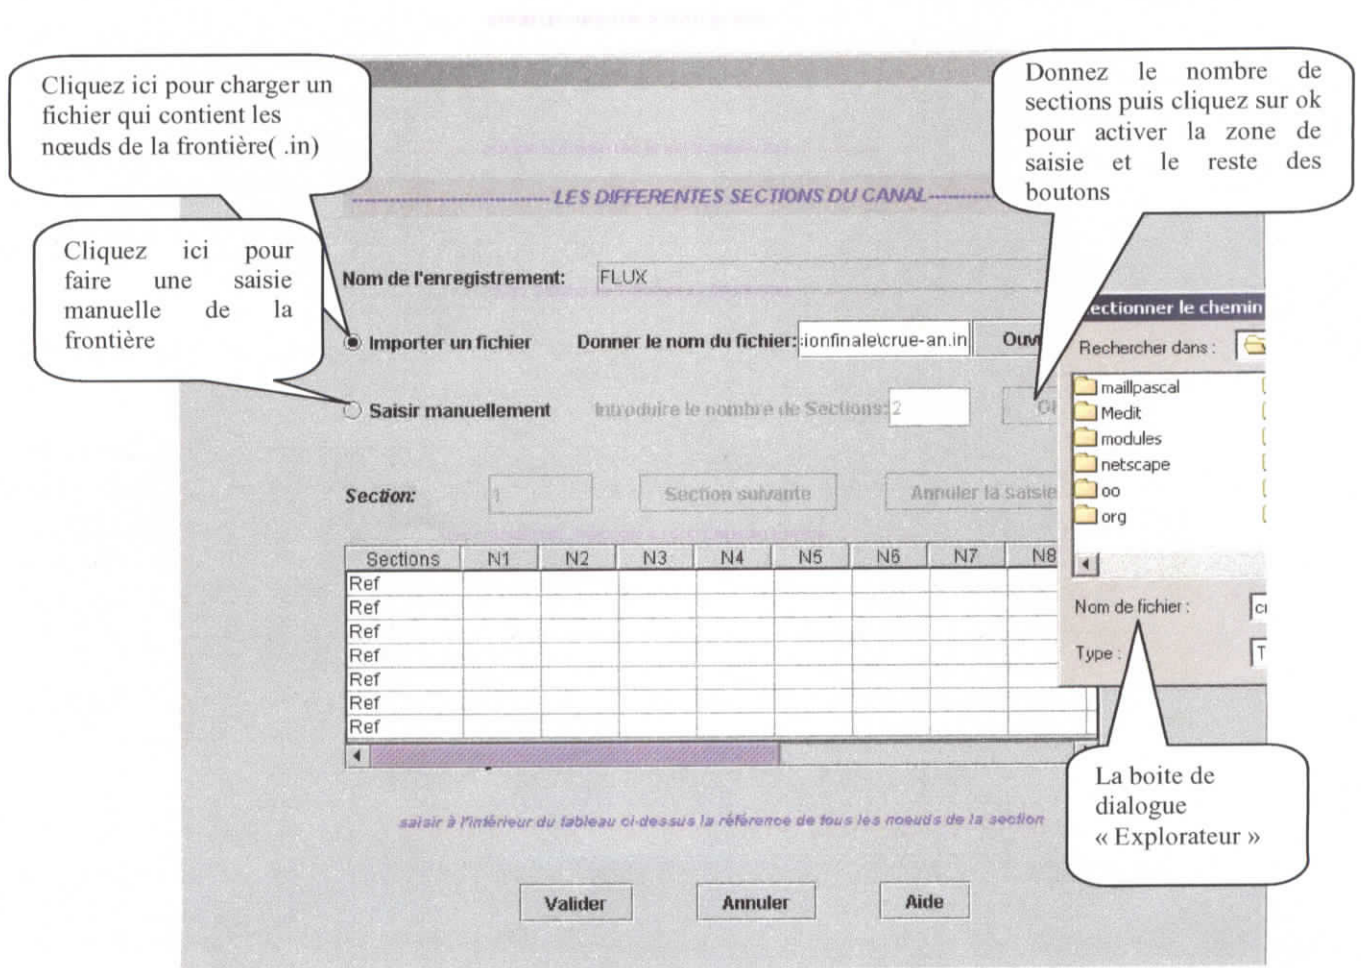 Cliquez ici pour charger un
fichier qui contient les
nœuds de la frontière( .in)
Donnez le nombre de
sections puis cliquez sur ok
pour activer la zone de
saisie et le reste des
boutons
LES DIFFERENTES SECTIONS DU CANAL
Cliquez ici pour
faire une saisie
manuelle de la
frontière
Nom de l'enregistrement: FLUX
Importer un fichier Donner le nom du fichier: :ionfinale\crue-an.in
Saisir manuellement Introduire le nombre de Sections: 2
ectionner le chemin
Rechercher dans :
maillpascal
Medit
modules
netscape
oo
org
Nom de fichier :
Type :
Section: 1 Section suivante Annuler la saisie
Sections N1 N2 N3 N4 N5 N6 N7 N8
Ref
Ref
Ref
Ref
Ref
Ref
Ref
La boite de
dialogue
« Explorateur »
saisir à l'intérieur du tableau ci-dessus la référence de tous les noeuds de la section
Valider Annuler Aide